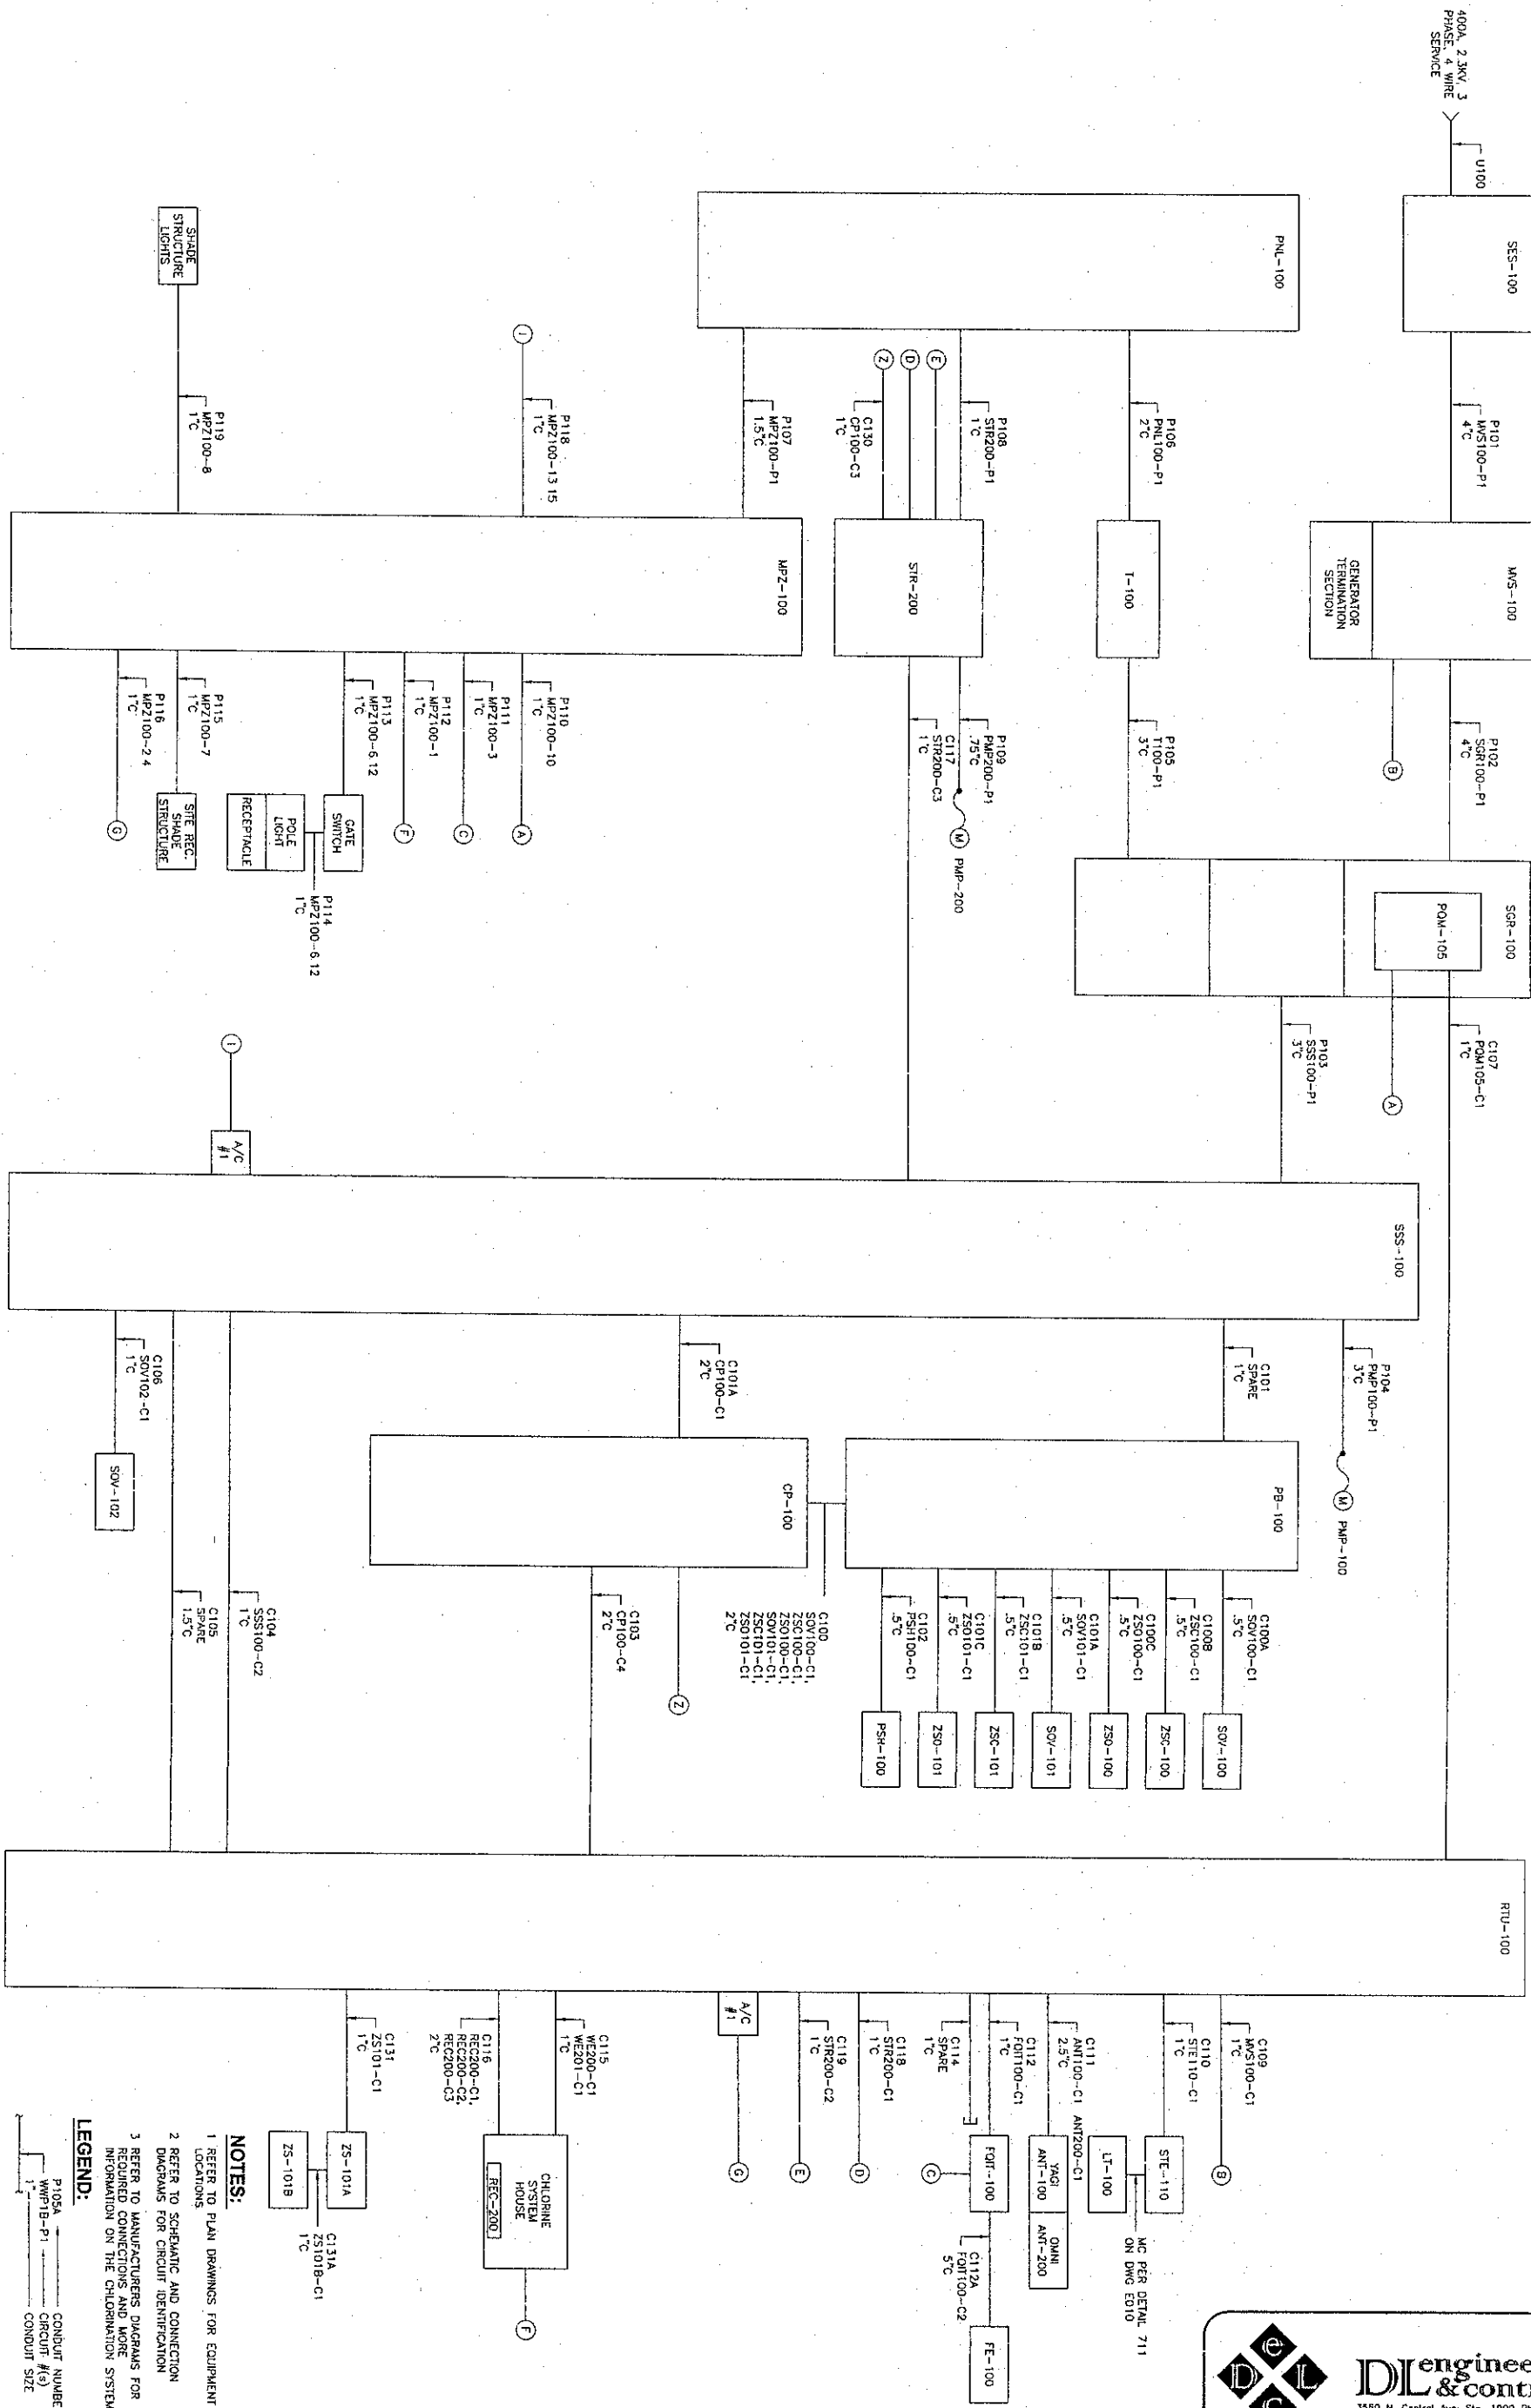 400A, 2.3KV, 3
PHASE, 4 WIRE
SERVICE
U100
SES-100
P101
MVS100-P1
4"C
MVS-100
GENERATOR
TERMINATION
SECTION
B
P102
SGR100-P1
4"C
SGR-100
PQM-105
C107
PQM105-C1
1"C
A
P103
SSS100-P1
3"C
PNL-100
P106
PNL100-P1
2"C
T-100
P105
T100-P1
3"C
P108
STR200-P1
1"C
E
D
Z
C130
CP100-C3
1"C
STR-200
P109
PMP200-P1
.75"C
M
PMP-200
C117
STR200-C3
1"C
P107
MPZ100-P1
1.5"C
I
P118
MPZ100-13 15
1"C
SHADE
STRUCTURE
LIGHTS
P119
MPZ100-8
1"C
MPZ-100
P110
MPZ100-10
1"C
A
P111
MPZ100-3
1"C
C
P112
MPZ100-1
1"C
F
P113
MPZ100-6.12
1"C
GATE
SWITCH
POLE
LIGHT
RECEPTACLE
P114
MPZ100-6.12
1"C
P115
MPZ100-7
1"C
SITE REC.
SHADE
STRUCTURE
P116
MPZ100-2 4
1"C
G
I
A/C
#1
SSS-100
P104
PMP100-P1
3"C
M
PMP-100
C101
SPARE
1"C
PB-100
C100A
SOV100-C1
.5"C
SOV-100
C100B
ZSC100-C1
.5"C
ZSC-100
C100C
ZSO100-C1
.5"C
ZSO-100
C101A
SOV101-C1
.5"C
SOV-101
C101B
ZSC101-C1
.5"C
ZSC-101
C101C
ZSO101-C1
.5"C
ZSO-101
C102
PSH100-C1
.5"C
PSH-100
C100
SOV100-C1,
ZSC100-C1,
ZSO100-C1,
SOV101-C1,
ZSC101-C1,
ZSO101-C1
2"C
C101A
CP100-C1
2"C
CP-100
Z
C103
CP100-C4
2"C
C104
SSS100-C2
1"C
C105
SPARE
1.5"C
C106
SOV102-C1
1"C
SOV-102
RTU-100
C109
MVS100-C1
1"C
B
C110
STE110-C1
1"C
STE-110
LT-100
MC PER DETAIL 711
ON DWG ED10
C111
ANT100-C1 ANT200-C1
2.5"C
YAGI
ANT-100
OMNI
ANT-200
C112
FOIT100-C1
1"C
FQIT-100
C
C112A
FOIT100-C2
5"C
FE-100
C114
SPARE
1"C
C118
STR200-C1
1"C
D
C119
STR200-C2
1"C
E
A/C
#1
G
C115
WE200-C1
WE201-C1
1"C
C116
REC200-C1,
REC200-C2,
REC200-C3
2"C
CHLORINE
SYSTEM
HOUSE
REC-200
F
C131
ZS101-C1
1"C
ZS-101A
ZS-101B
C131A
ZS101B-C1
1"C
NOTES:
1 REFER TO PLAN DRAWINGS FOR EQUIPMENT
LOCATIONS
2 REFER TO SCHEMATIC AND CONNECTION
DIAGRAMS FOR CIRCUIT IDENTIFICATION
3 REFER TO MANUFACTURERS DIAGRAMS FOR
REQUIRED CONNECTIONS AND MORE
INFORMATION ON THE CHLORINATION SYSTEM
LEGEND:
P105A CONDUIT NUMBE
WWP1B-P1 CIRCUIT #(s)
1" CONDUIT SIZE
D e L C
DL enginee
& cont